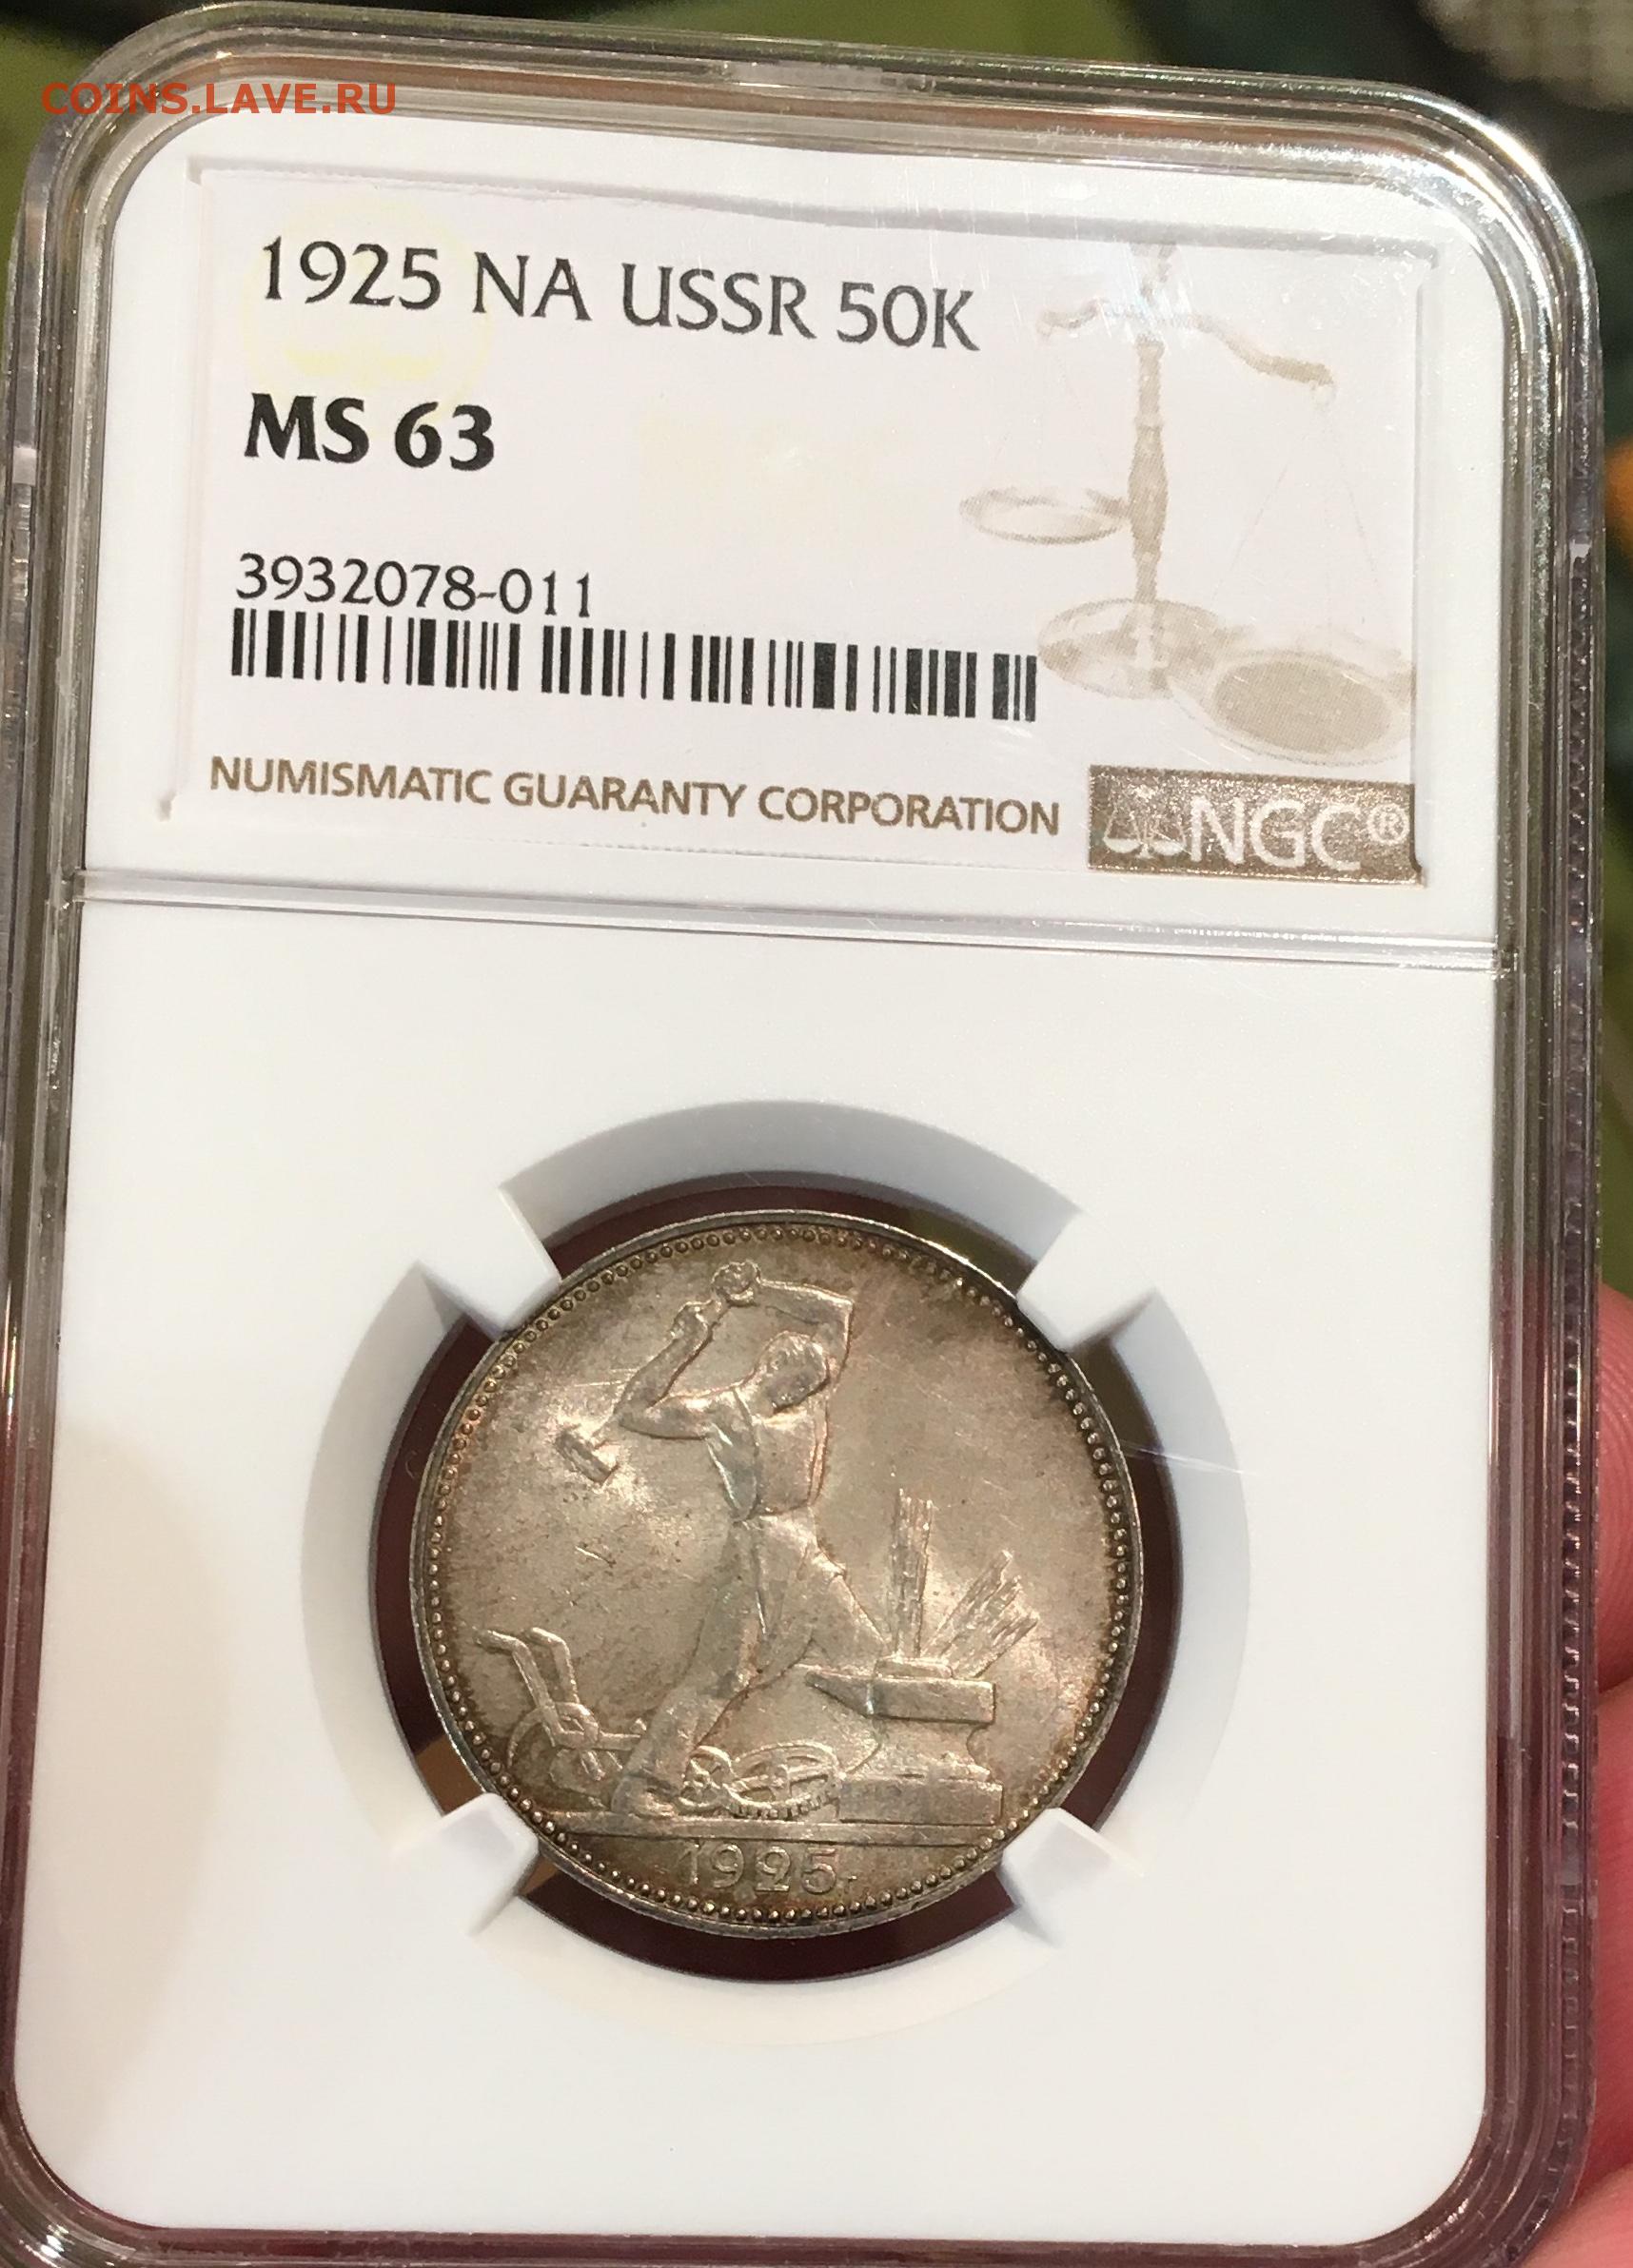 COINS.LAVE.RU
1925 NA USSR 50K
MS 63
3932078-011
NUMISMATIC GUARANTY CORPORATION
NGC®
1925